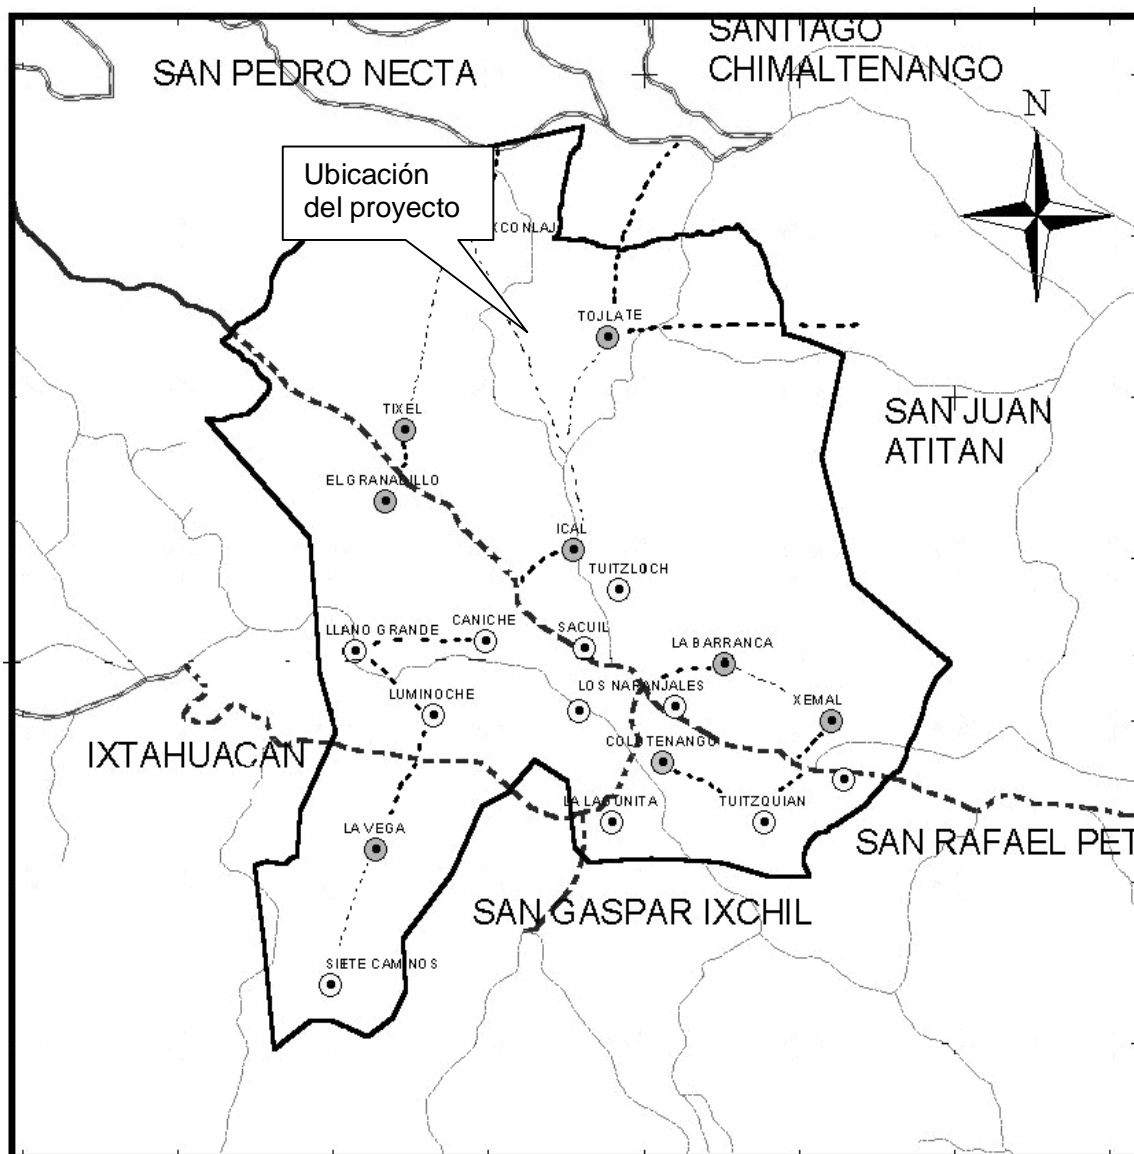 SANTIAGO
CHIMALTENANGO
SAN PEDRO NECTA
N
Ubicación
del proyecto
TOJLATE
TIXEL
SAN JUAN
ATITAN
EL GRANADILLO
ICAL
TUITZLOCH
CANICHE
SACUIL
LLANO GRANDE
LA BARRANCA
LUMINOCHE
LOS NARANJALES
XEMAL
IXTAHUACAN
COLOTENANGO
LA LAGUNITA
TUITZQUIAN
LA VEGA
SAN RAFAEL PET
SAN GASPAR IXCHIL
SIETE CAMINOS